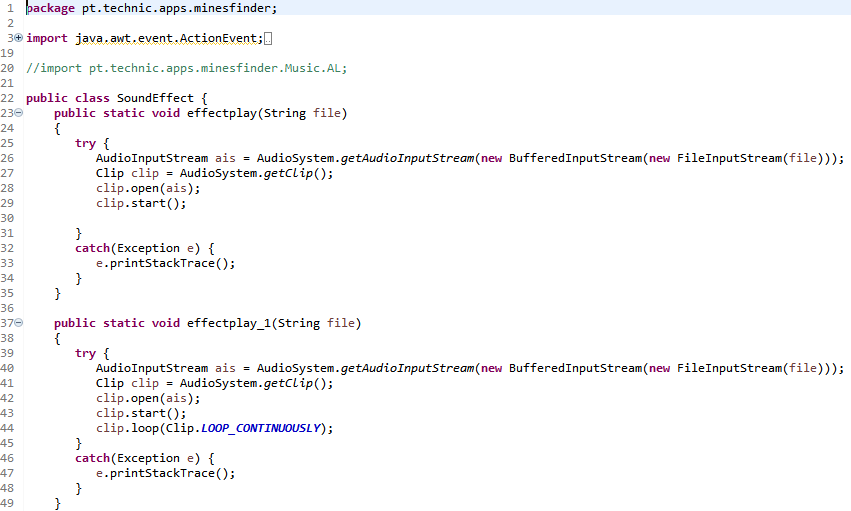 1 package pt.technic.apps.minesfinder;
2
3 import java.awt.event.ActionEvent;
19
20 //import pt.technic.apps.minesfinder.Music.AL;
21
22 public class SoundEffect {
23 public static void effectplay(String file)
24 {
25 try {
26 AudioInputStream ais = AudioSystem.getAudioInputStream(new BufferedInputStream(new FileInputStream(file)));
27 Clip clip = AudioSystem.getClip();
28 clip.open(ais);
29 clip.start();
30
31 }
32 catch(Exception e) {
33 e.printStackTrace();
34 }
35 }
36
37 public static void effectplay_1(String file)
38 {
39 try {
40 AudioInputStream ais = AudioSystem.getAudioInputStream(new BufferedInputStream(new FileInputStream(file)));
41 Clip clip = AudioSystem.getClip();
42 clip.open(ais);
43 clip.start();
44 clip.loop(Clip.LOOP_CONTINUOUSLY);
45 }
46 catch(Exception e) {
47 e.printStackTrace();
48 }
49 }